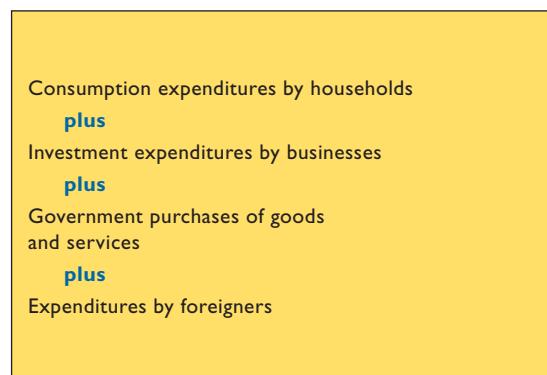 Consumption expenditures by households
plus
Investment expenditures by businesses
plus
Government purchases of goods
and services
plus
Expenditures by foreigners